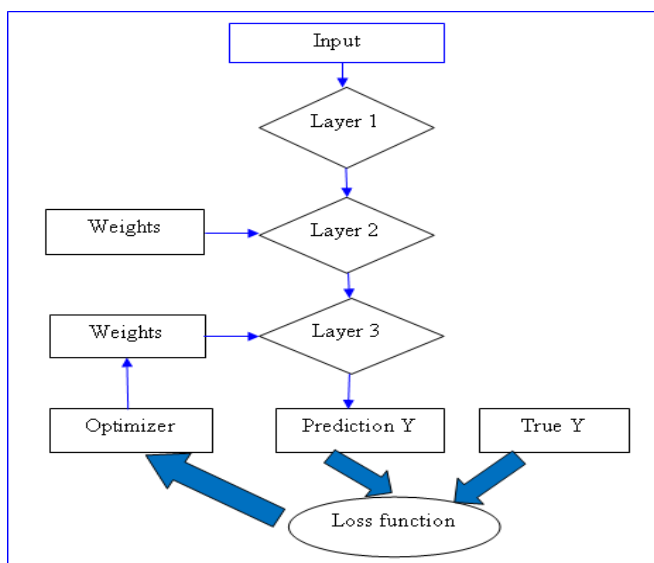 Input
Layer 1
Weights
Layer 2
Weights
Layer 3
Optimizer
Prediction Y
True Y
Loss function